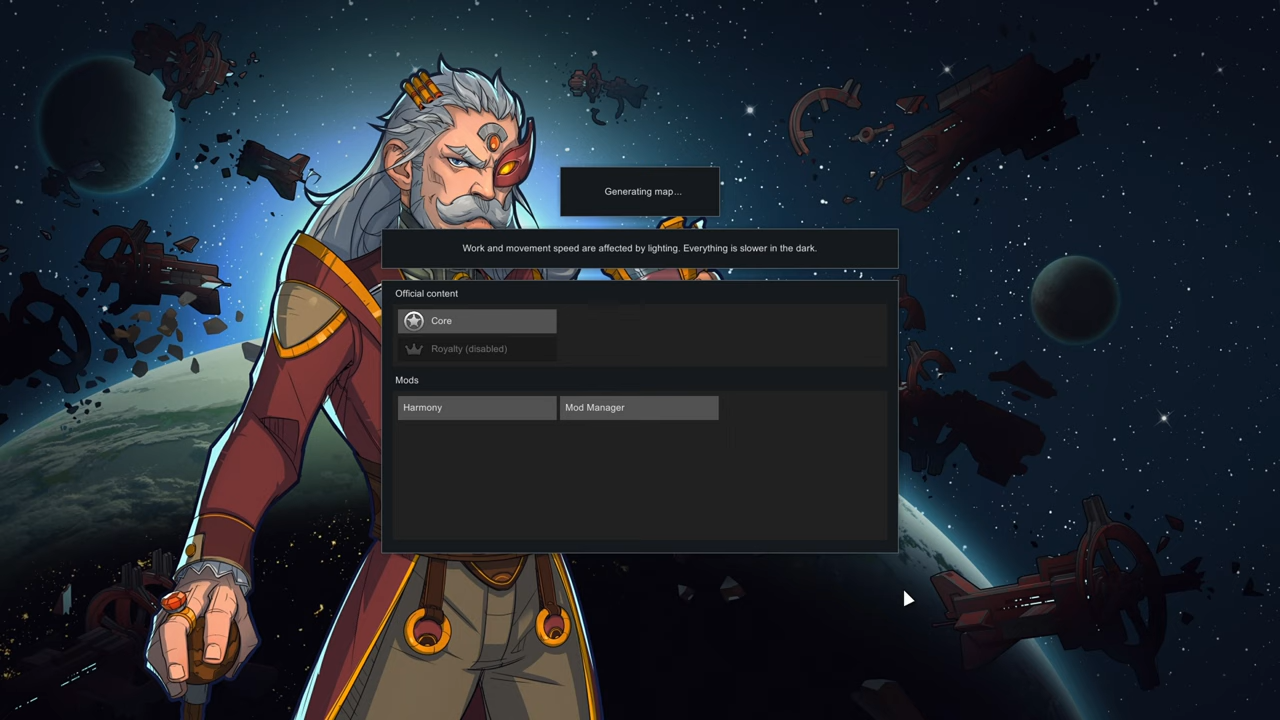 Generating map...
Work and movement speed are affected by lighting. Everything is slower in the dark.
Official content
Core
Royalty (disabled)
Mods
Harmony
Mod Manager